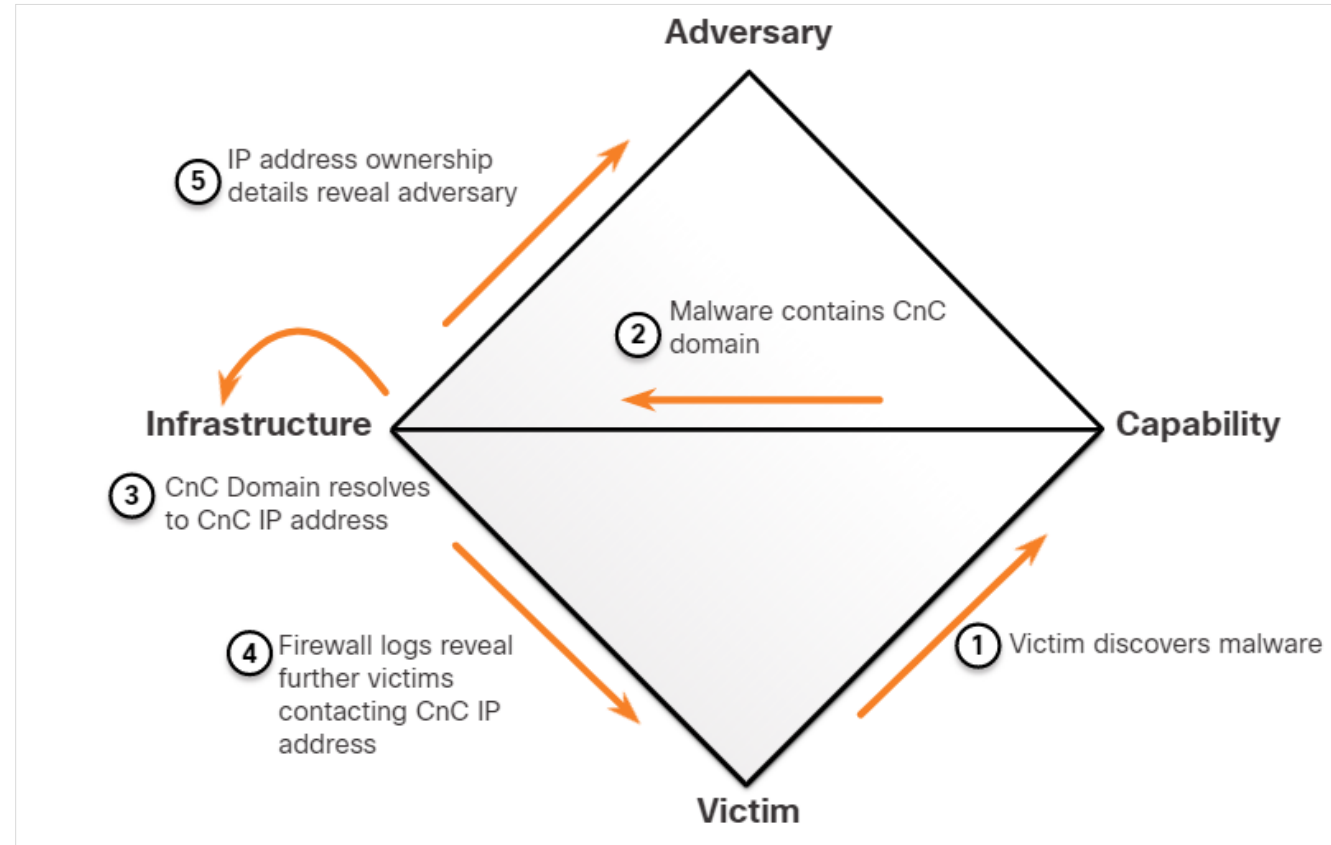 Adversary
5
IP address ownership
details reveal adversary
2
Malware contains CnC
domain
Infrastructure
Capability
3
CnC Domain resolves
to CnC IP address
4
Firewall logs reveal
further victims
contacting CnC IP
address
1
Victim discovers malware
Victim